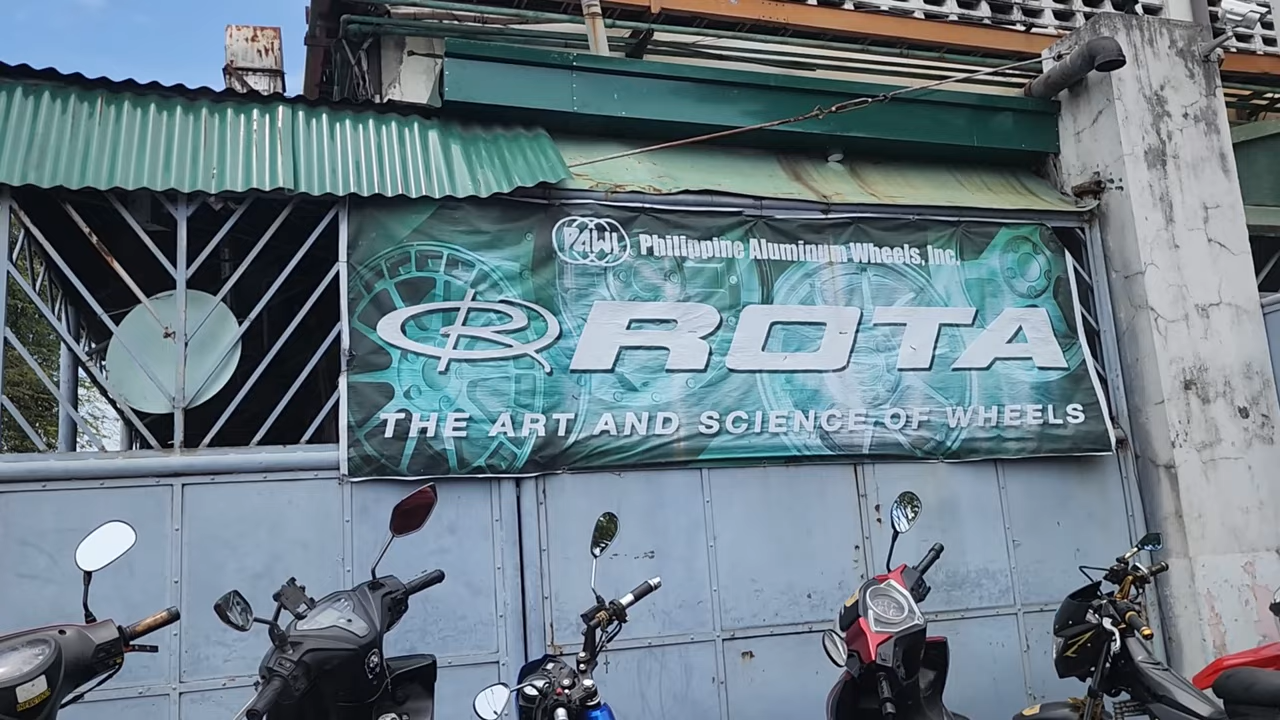 PAWI Philippine Aluminum Wheels, Inc.
R ROTA
THE ART AND SCIENCE OF WHEELS